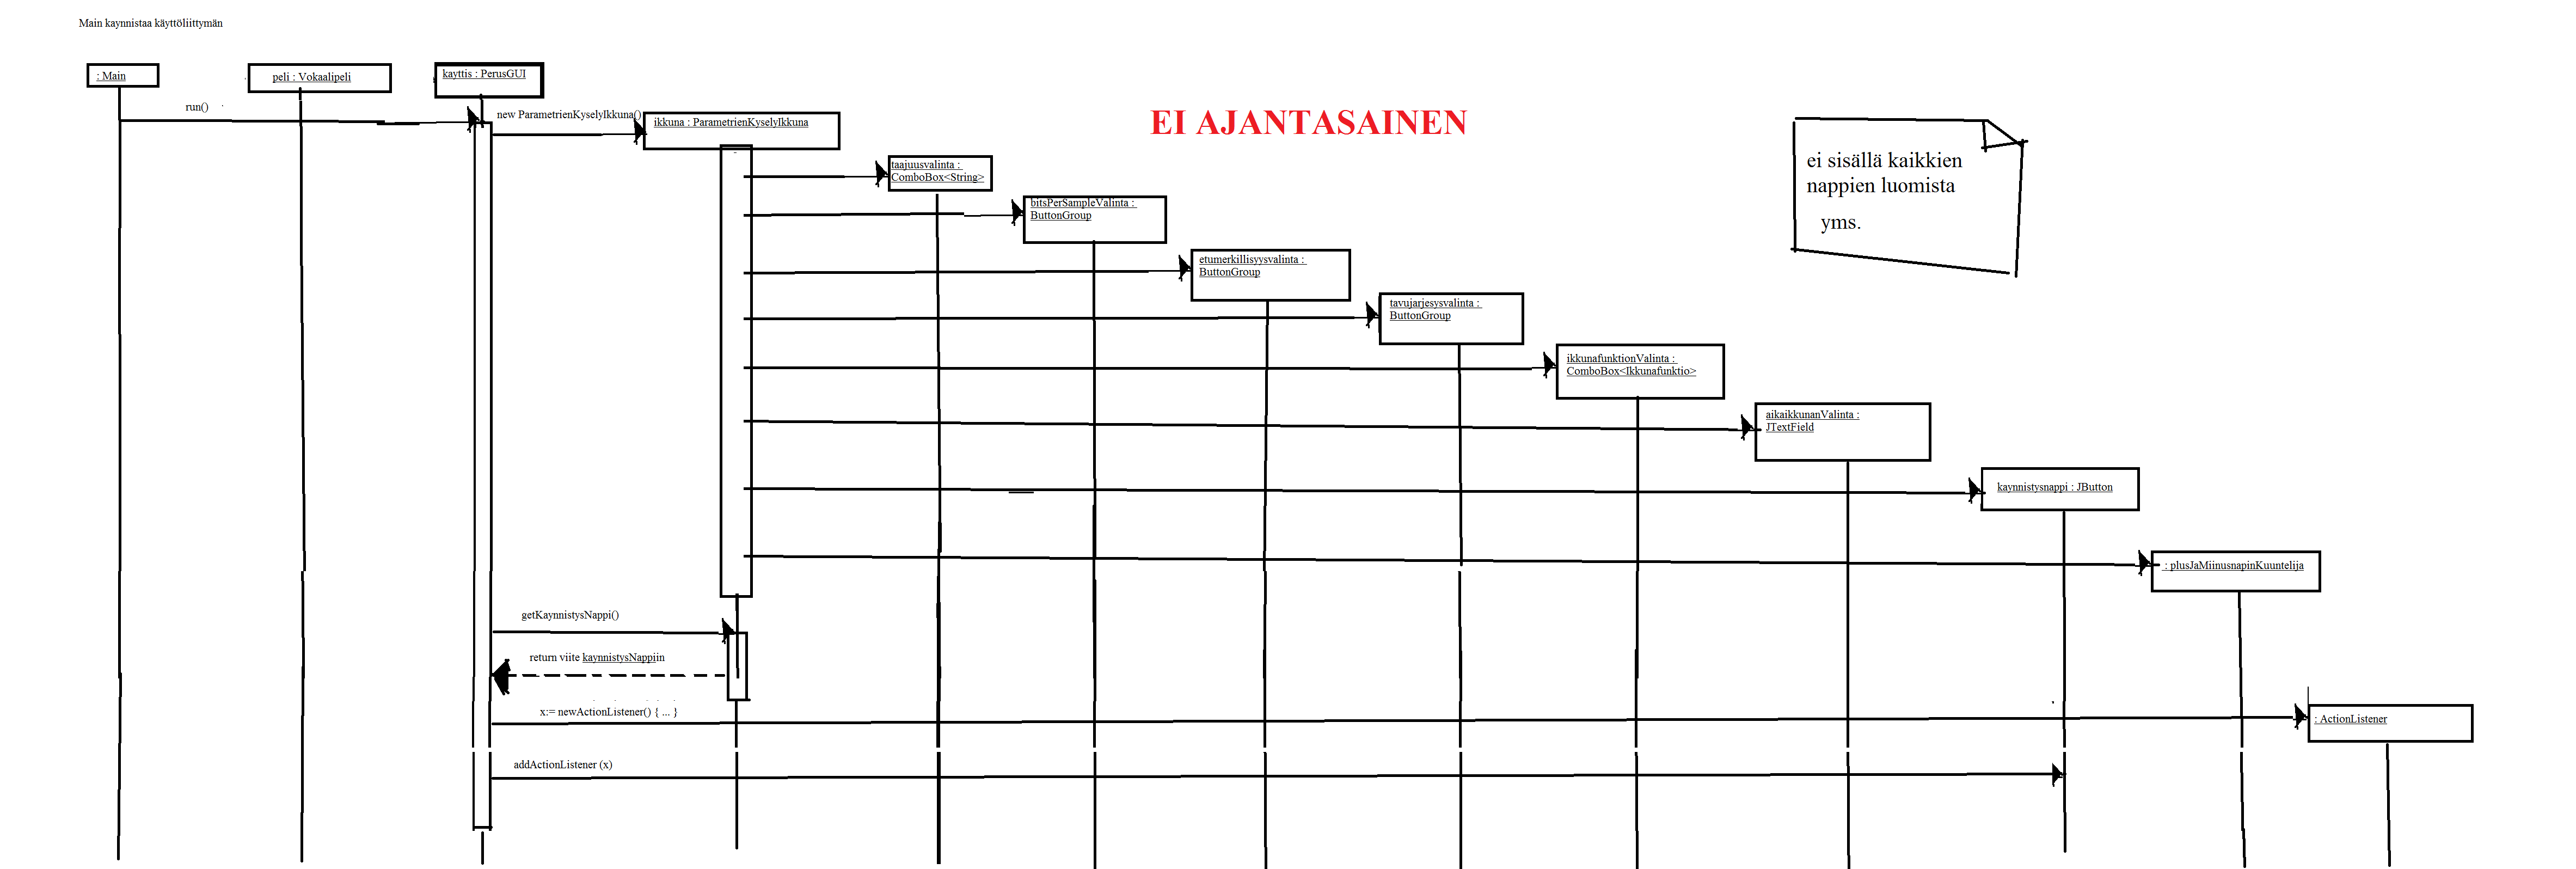 Main kaynnistaa käyttöliittymän
: Main
peli : Vokaalipeli
kayttis : PerusGUI
run()
new ParametrienKyselyIkkuna()
ikkuna : ParametrienKyselyIkkuna
EI AJANTASAINEN
ei sisällä kaikkien
nappien luomista
yms.
taajuusvalinta :
ComboBox<String>
bitsPerSampleValinta :
ButtonGroup
etumerkillisyysvalinta :
ButtonGroup
tavujarjesysvalinta :
ButtonGroup
ikkunafunktionValinta :
ComboBox<Ikkunafunktio>
aikaikkunanValinta :
JTextField
kaynnistysnappi : JButton
: plusJaMiinusnapinKuuntelija
getKaynnistysNappi()
return viite kaynnistysNappiin
x:= newActionListener() { ... }
: ActionListener
addActionListener (x)